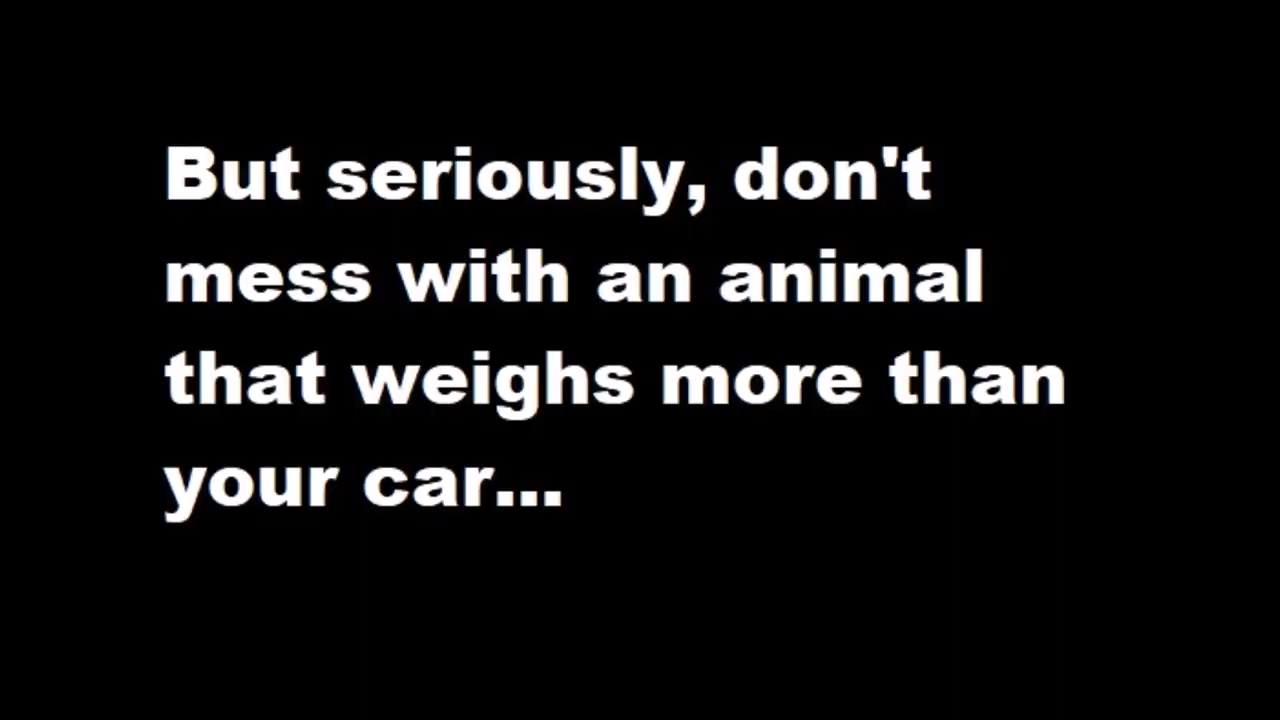 But seriously, don't
mess with an animal
that weighs more than
your car...